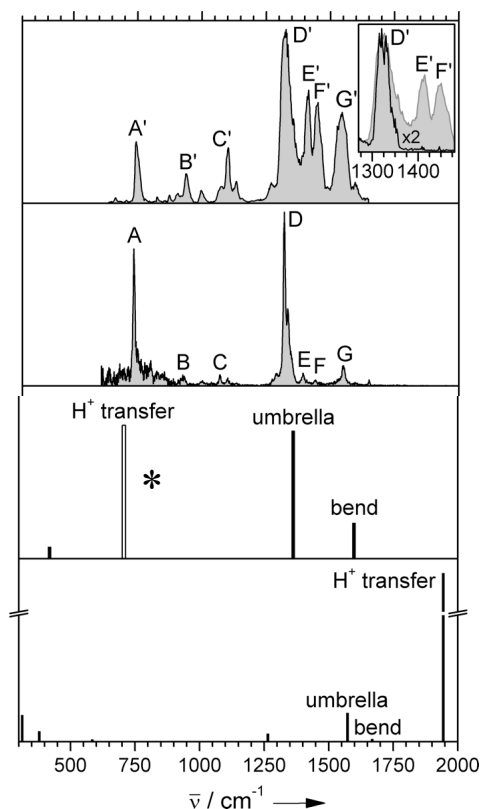 D'
D'
E'
F'
x2
1300 1400
E'
F'
G'
A'
B'
C'
A
D
B
C
E
F
G
H⁺ transfer
umbrella
*
bend
H⁺ transfer
umbrella
bend
500 750 1000 1250 1500 1750 2000
ν̅ / cm⁻¹